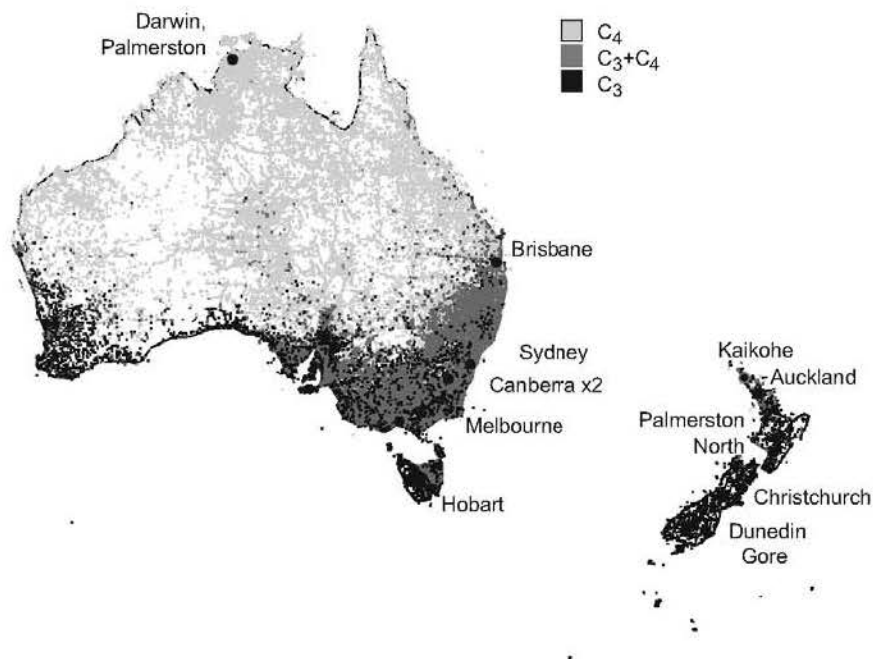 Darwin,
Palmerston
C4
C3+C4
C3
Brisbane
Sydney
Canberra x2
Melbourne
Hobart
Kaikohe
Auckland
Palmerston
North
Christchurch
Dunedin
Gore